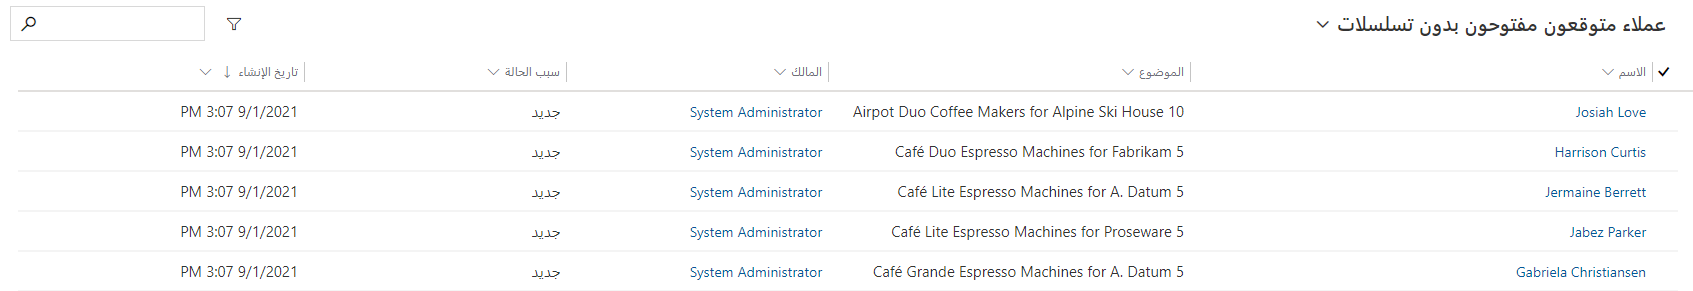 عملاء متوقعون مفتوحون بدون تسلسلات
الاسم الموضوع المالك سبب الحالة تاريخ الإنشاء
Josiah Love Airpot Duo Coffee Makers for Alpine Ski House 10 System Administrator جديد PM 3:07 9/1/2021
Harrison Curtis Café Duo Espresso Machines for Fabrikam 5 System Administrator جديد PM 3:07 9/1/2021
Jermaine Berrett Café Lite Espresso Machines for A. Datum 5 System Administrator جديد PM 3:07 9/1/2021
Jabez Parker Café Lite Espresso Machines for Proseware 5 System Administrator جديد PM 3:07 9/1/2021
Gabriela Christiansen Café Grande Espresso Machines for A. Datum 5 System Administrator جديد PM 3:07 9/1/2021